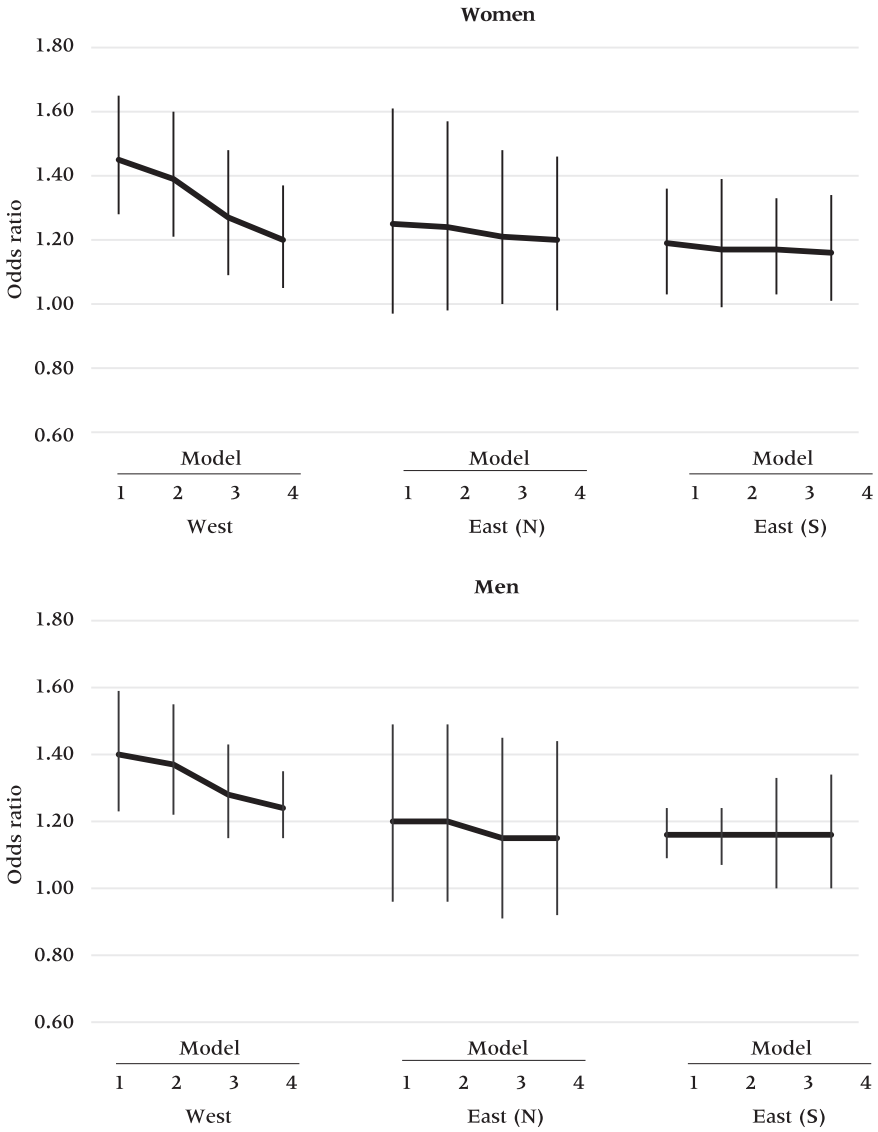 Women
1.80
1.60
1.40
1.20
1.00
0.80
0.60
Odds ratio
Model Model Model
1 2 3 4 1 2 3 4 1 2 3 4
West East (N) East (S)
Men
1.80
1.60
1.40
1.20
1.00
0.80
0.60
Odds ratio
Model Model Model
1 2 3 4 1 2 3 4 1 2 3 4
West East (N) East (S)